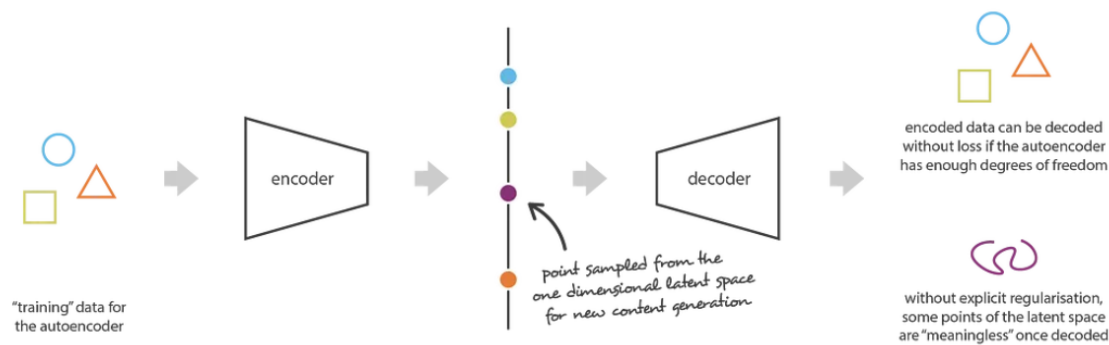 "training" data for
the autoencoder
encoder
point sampled from the
one dimensional latent space
for new content generation
decoder
encoded data can be decoded
without loss if the autoencoder
has enough degrees of freedom
without explicit regularisation,
some points of the latent space
are "meaningless" once decoded